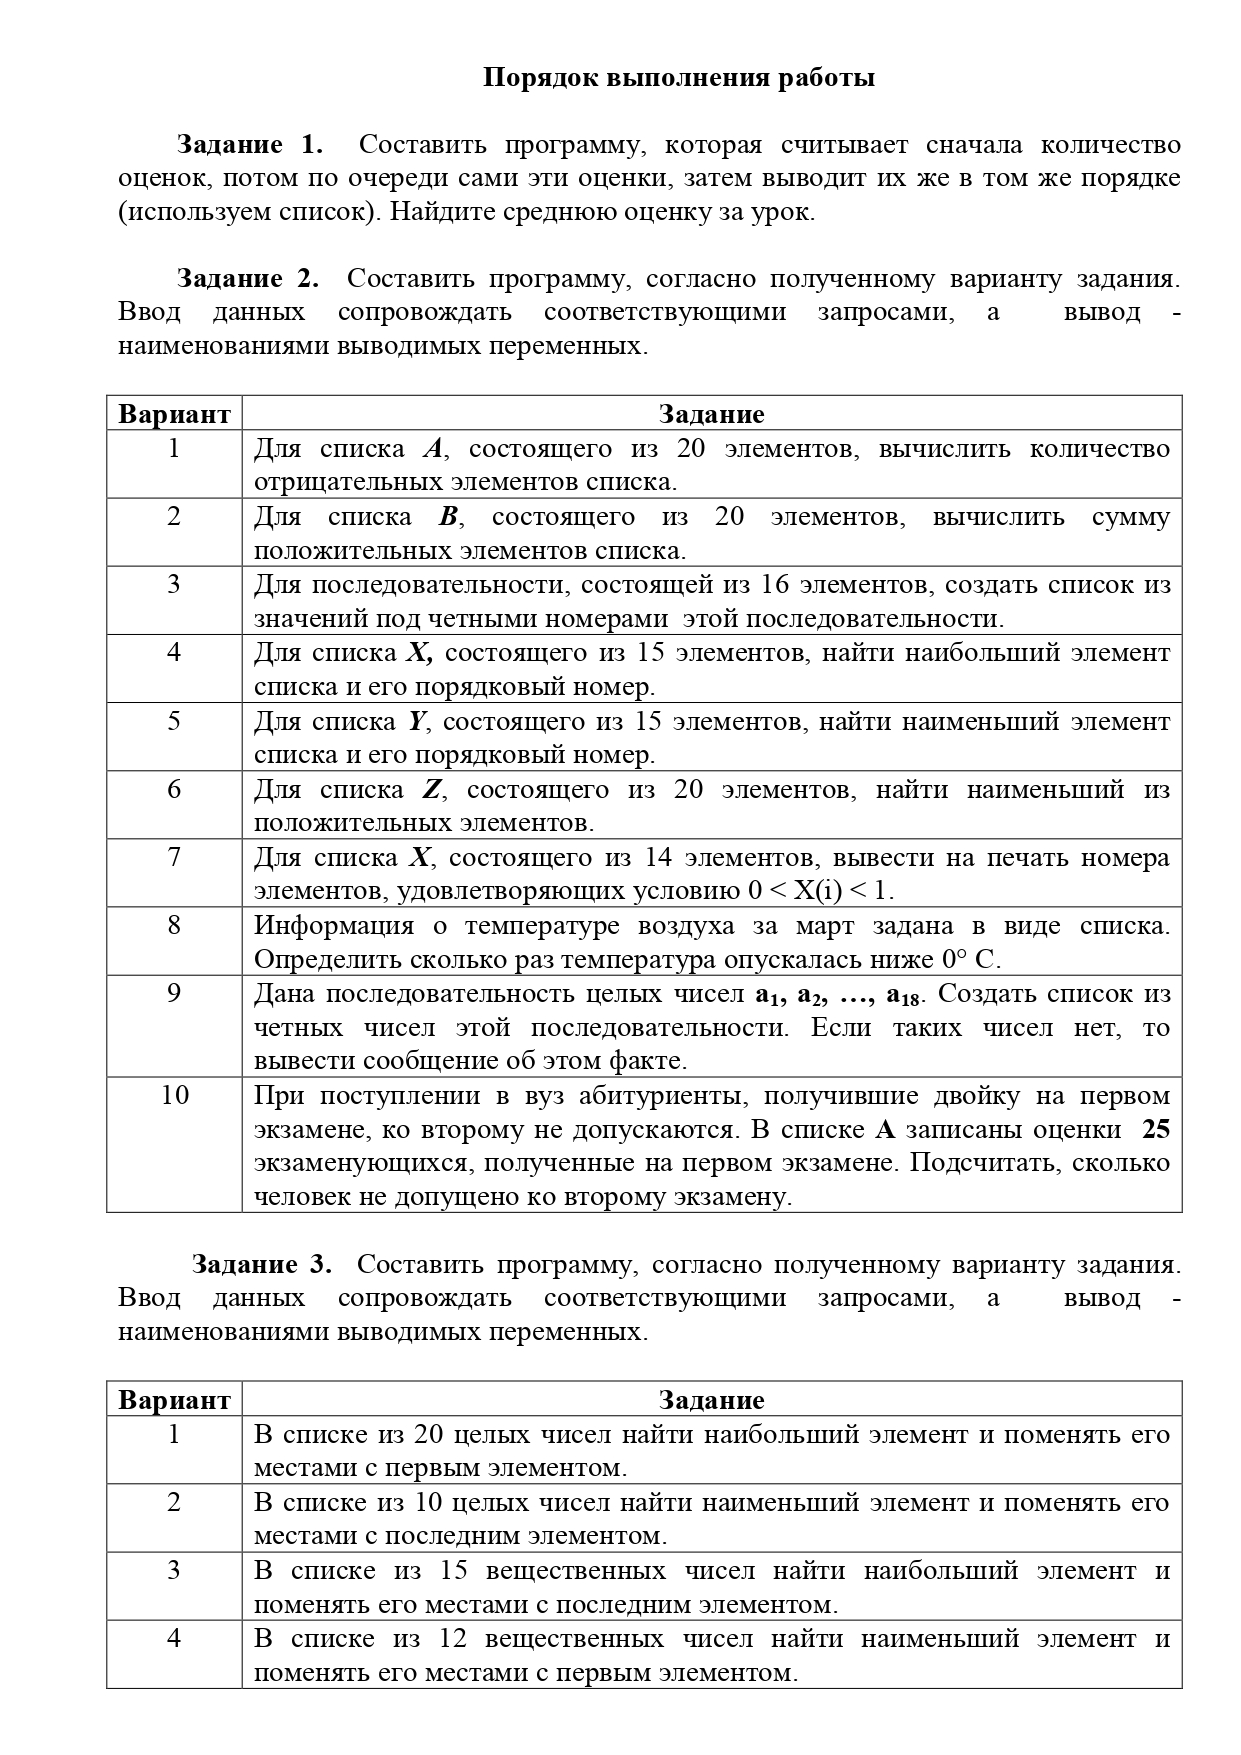 Порядок выполнения работы
Задание 1. Составить программу, которая считывает сначала количество
оценок, потом по очереди сами эти оценки, затем выводит их же в том же порядке
(используем список). Найдите среднюю оценку за урок.
Задание 2. Составить программу, согласно полученному варианту задания.
Ввод данных сопровождать соответствующими запросами, а вывод -
наименованиями выводимых переменных.
Вариант Задание
1 Для списка A, состоящего из 20 элементов, вычислить количество
отрицательных элементов списка.
2 Для списка B, состоящего из 20 элементов, вычислить сумму
положительных элементов списка.
3 Для последовательности, состоящей из 16 элементов, создать список из
значений под четными номерами этой последовательности.
4 Для списка X, состоящего из 15 элементов, найти наибольший элемент
списка и его порядковый номер.
5 Для списка Y, состоящего из 15 элементов, найти наименьший элемент
списка и его порядковый номер.
6 Для списка Z, состоящего из 20 элементов, найти наименьший из
положительных элементов.
7 Для списка X, состоящего из 14 элементов, вывести на печать номера
элементов, удовлетворяющих условию 0 < X(i) < 1.
8 Информация о температуре воздуха за март задана в виде списка.
Определить сколько раз температура опускалась ниже 0° С.
9 Дана последовательность целых чисел a₁, a₂, …, a₁₈. Создать список из
четных чисел этой последовательности. Если таких чисел нет, то
вывести сообщение об этом факте.
10 При поступлении в вуз абитуриенты, получившие двойку на первом
экзамене, ко второму не допускаются. В списке А записаны оценки 25
экзаменующихся, полученные на первом экзамене. Подсчитать, сколько
человек не допущено ко второму экзамену.
Задание 3. Составить программу, согласно полученному варианту задания.
Ввод данных сопровождать соответствующими запросами, а вывод -
наименованиями выводимых переменных.
Вариант Задание
1 В списке из 20 целых чисел найти наибольший элемент и поменять его
местами с первым элементом.
2 В списке из 10 целых чисел найти наименьший элемент и поменять его
местами с последним элементом.
3 В списке из 15 вещественных чисел найти наибольший элемент и
поменять его местами с последним элементом.
4 В списке из 12 вещественных чисел найти наименьший элемент и
поменять его местами с первым элементом.